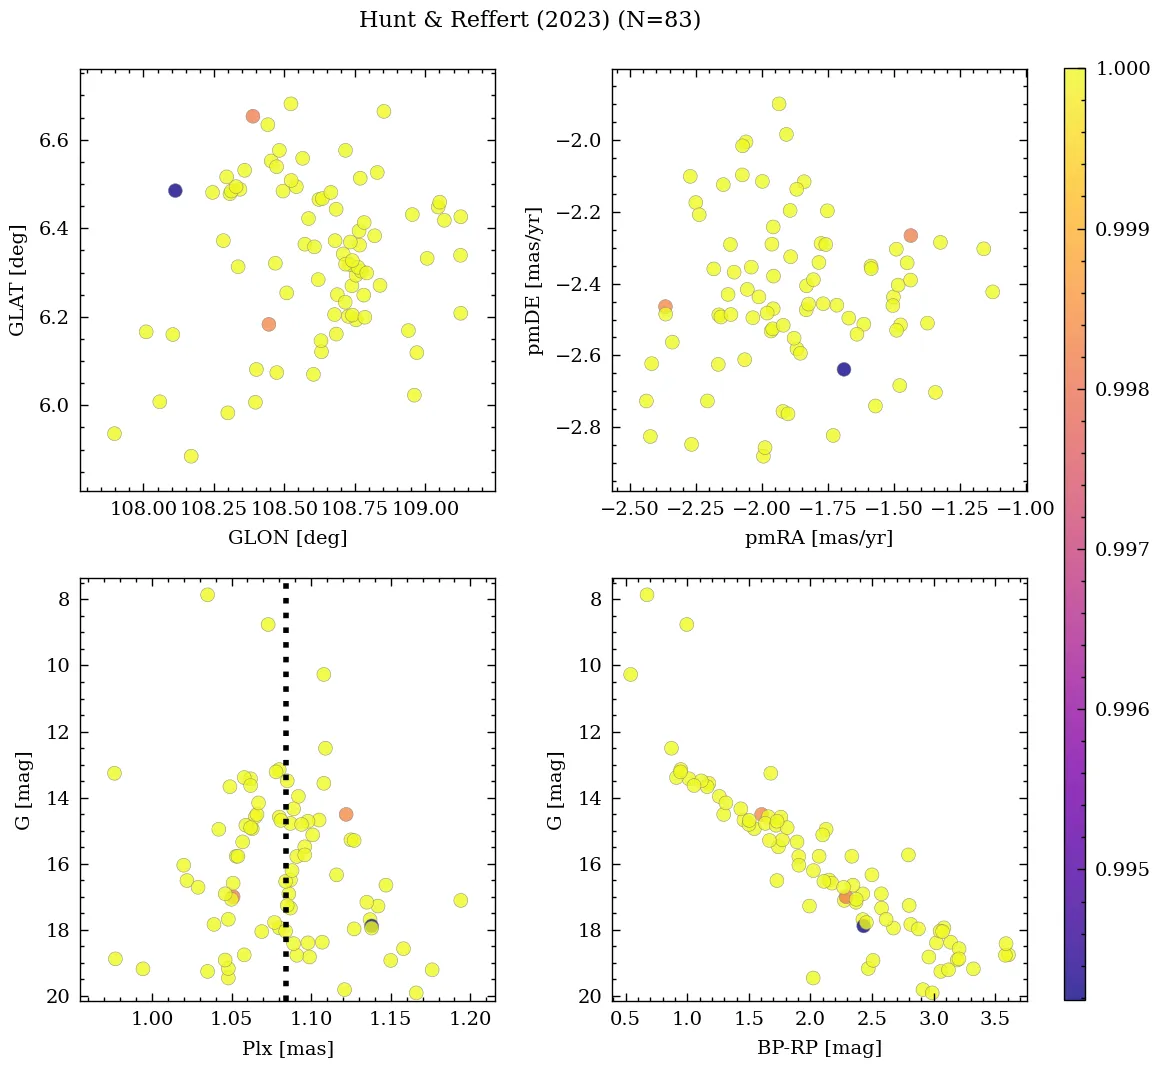 Hunt & Reffert (2023) (N=83)
6.6
6.4
6.2
6.0
GLAT [deg]
108.00 108.25 108.50 108.75 109.00
GLON [deg]
−2.0
−2.2
−2.4
−2.6
−2.8
pmDE [mas/yr]
−2.50 −2.25 −2.00 −1.75 −1.50 −1.25 −1.00
pmRA [mas/yr]
1.000
0.999
0.998
0.997
0.996
0.995
8
10
12
14
16
18
20
G [mag]
1.00 1.05 1.10 1.15 1.20
Plx [mas]
8
10
12
14
16
18
20
G [mag]
0.5 1.0 1.5 2.0 2.5 3.0 3.5
BP-RP [mag]